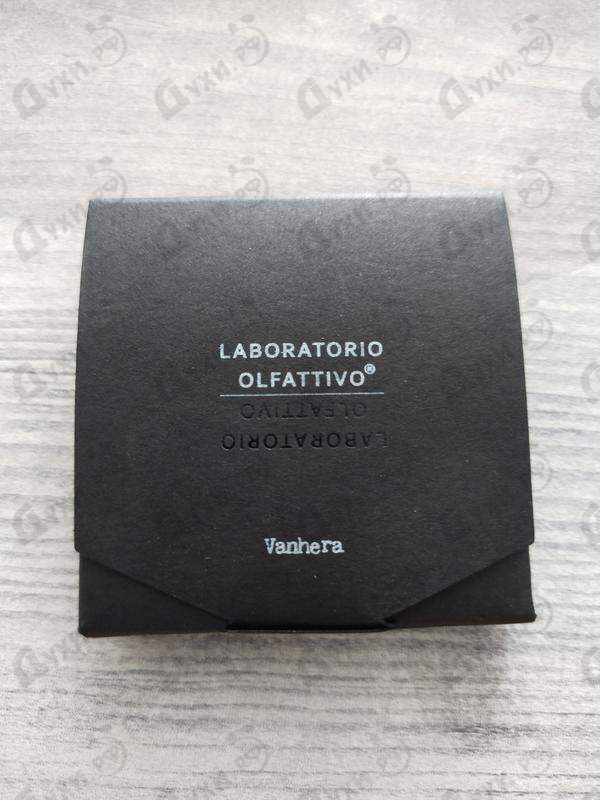 LABORATORIO
OLFATTIVO®
OLFATTIVO
LABORATORIO
Vanhera
Духи.рф